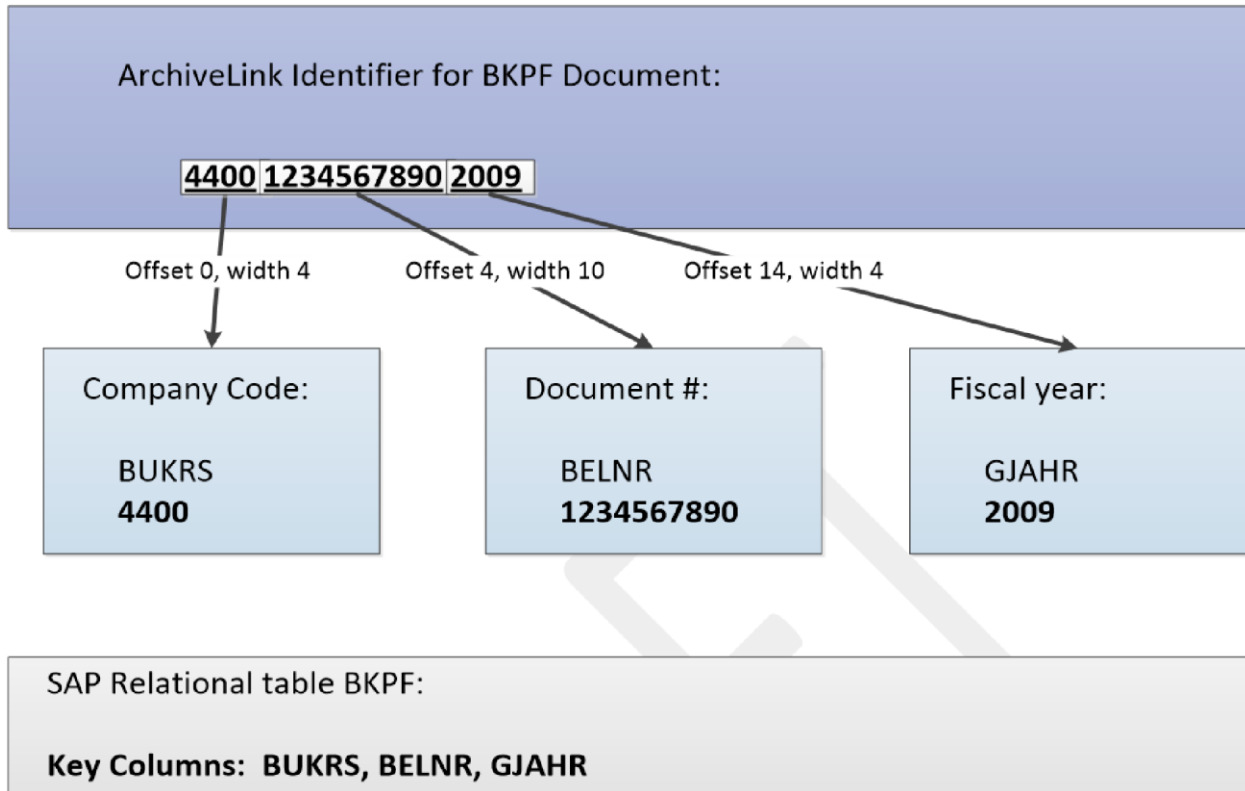 ArchiveLink Identifier for BKPF Document:
4400 1234567890 2009
Offset 0, width 4 Offset 4, width 10 Offset 14, width 4
Company Code: Document #: Fiscal year:
BUKRS BELNR GJAHR
4400 1234567890 2009
SAP Relational table BKPF:
Key Columns: BUKRS, BELNR, GJAHR